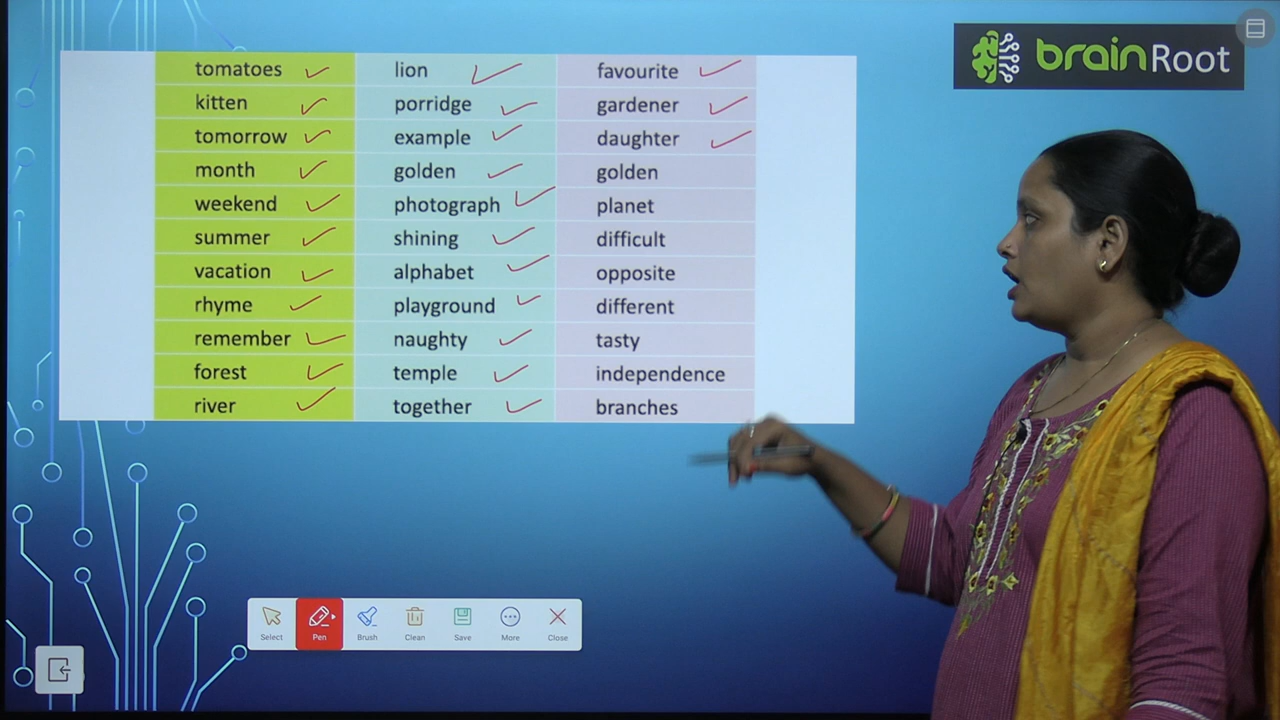 brainRoot
tomatoes lion favourite
kitten porridge gardener
tomorrow example daughter
month golden golden
weekend photograph planet
summer shining difficult
vacation alphabet opposite
rhyme playground different
remember naughty tasty
forest temple independence
river together branches
Select Pen Brush Clean Save More Close